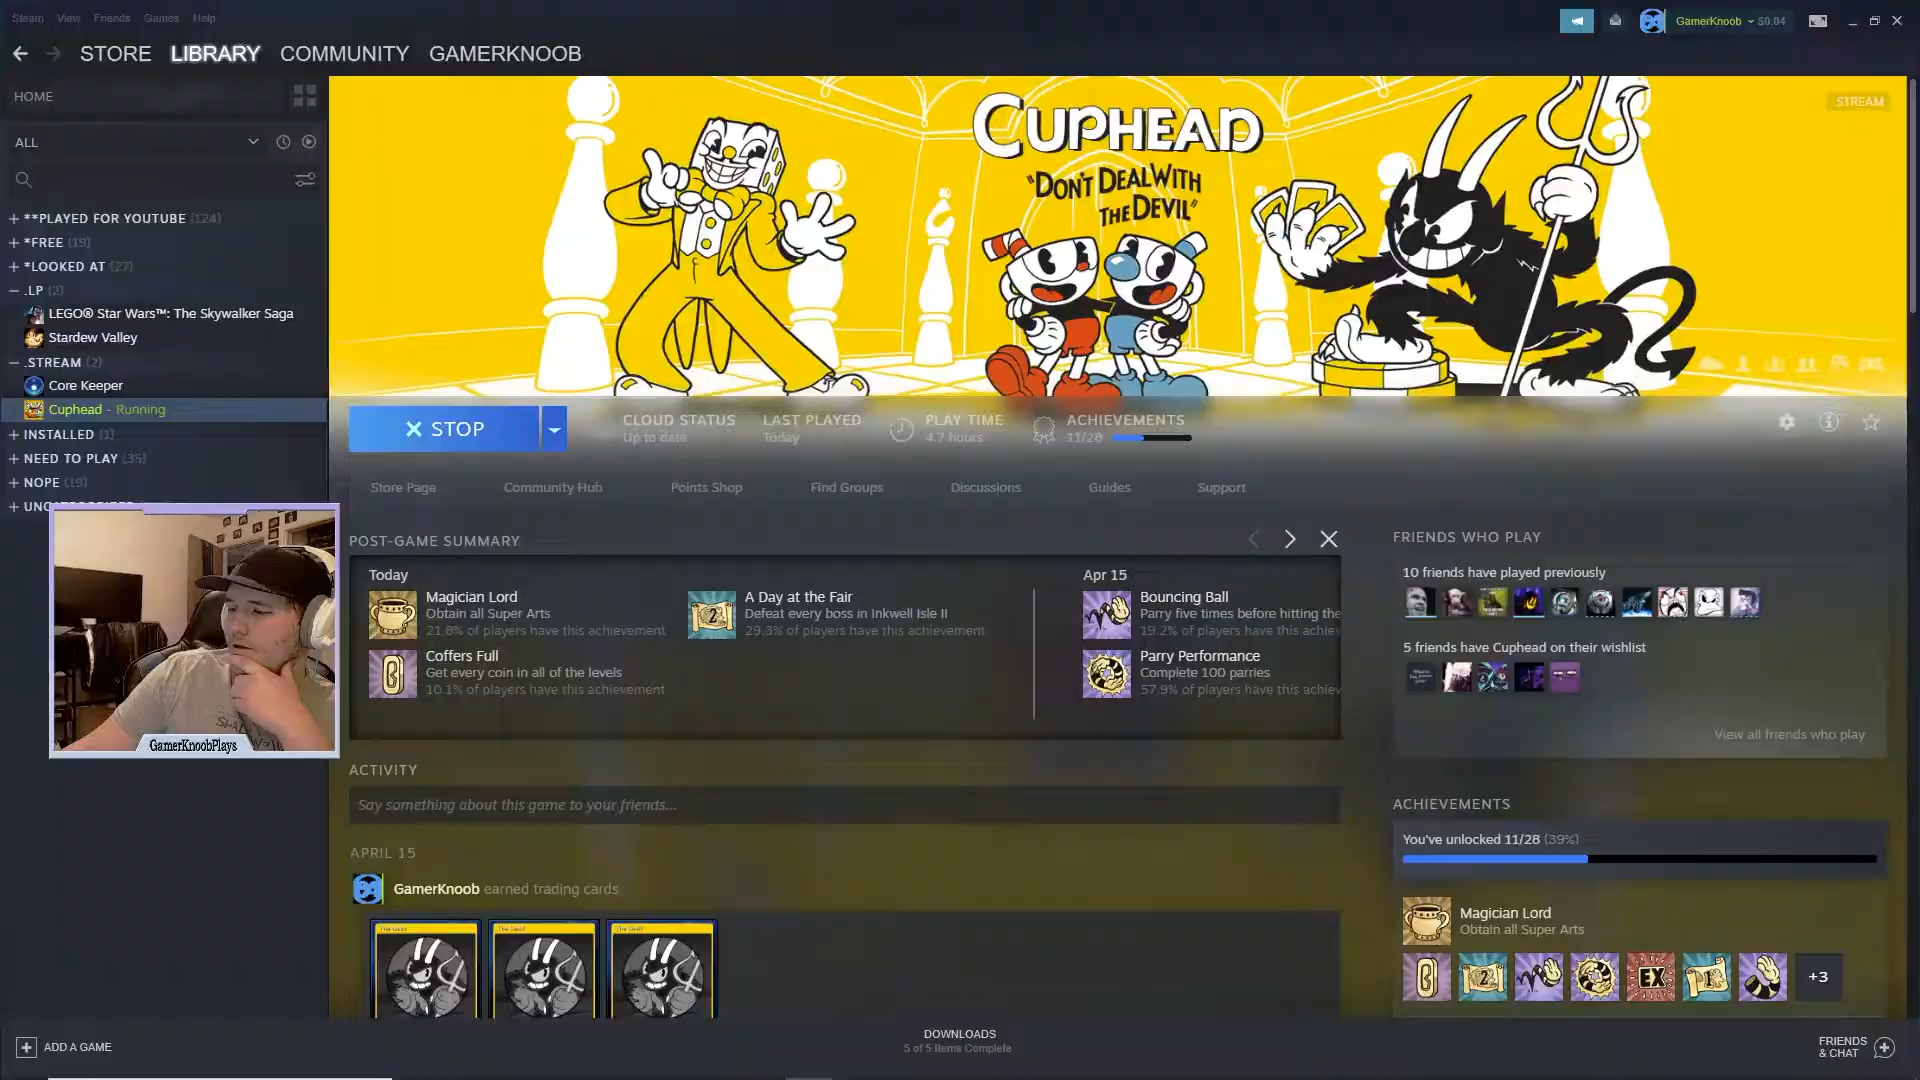 Steam View Friends Games Help
GamerKnoob $0.04
STORE LIBRARY COMMUNITY GAMERKNOOB
HOME
ALL
+ **PLAYED FOR YOUTUBE (124)
+ *FREE (19)
+ *LOOKED AT (27)
− .LP (2)
LEGO® Star Wars™: The Skywalker Saga
Stardew Valley
− .STREAM (2)
Core Keeper
Cuphead - Running
+ INSTALLED (1)
+ NEED TO PLAY (35)
+ NOPE (19)
GamerKnoobPlays
STREAM
CUPHEAD
"DON'T DEAL WITH
THE DEVIL"
STOP
CLOUD STATUS
Up to date
LAST PLAYED
Today
PLAY TIME
4.7 hours
ACHIEVEMENTS
11/28
Store Page Community Hub Points Shop Find Groups Discussions Guides Support
POST-GAME SUMMARY
Today
Magician Lord
Obtain all Super Arts
21.8% of players have this achievement
A Day at the Fair
Defeat every boss in Inkwell Isle II
29.3% of players have this achievement
Coffers Full
Get every coin in all of the levels
10.1% of players have this achievement
Apr 15
Bouncing Ball
Parry five times before hitting the
19.2% of players have this achiev
Parry Performance
Complete 100 parries
57.9% of players have this achiev
ACTIVITY
Say something about this game to your friends...
APRIL 15
GamerKnoob earned trading cards
FRIENDS WHO PLAY
10 friends have played previously
5 friends have Cuphead on their wishlist
View all friends who play
ACHIEVEMENTS
You've unlocked 11/28 (39%)
Magician Lord
Obtain all Super Arts
EX
+3
ADD A GAME
DOWNLOADS
5 of 5 Items Complete
FRIENDS
& CHAT